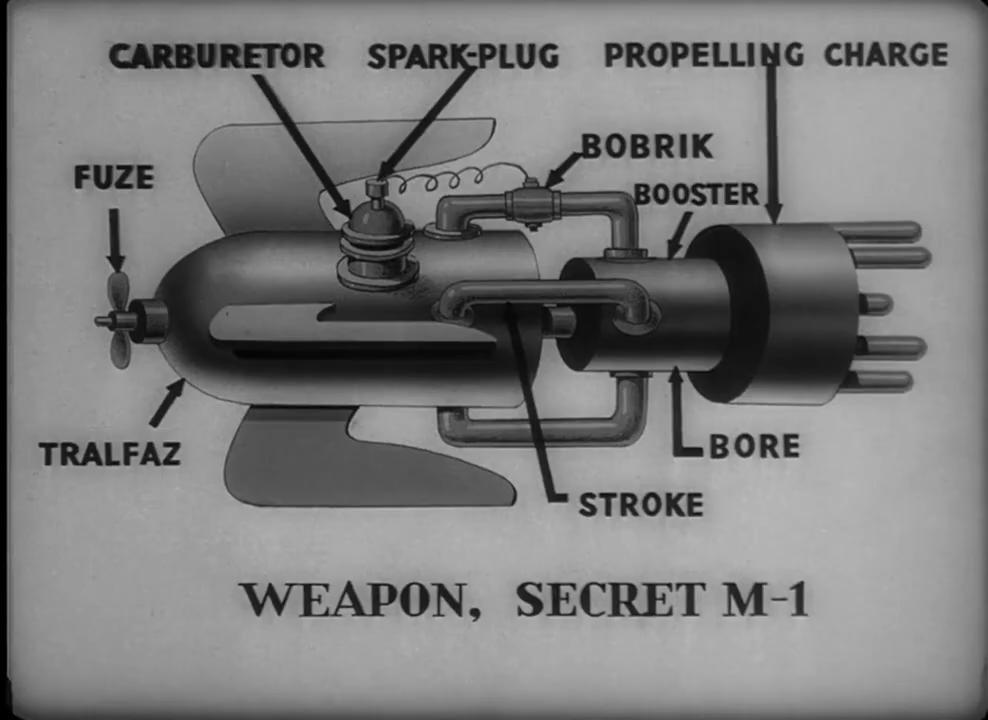 CARBURETOR SPARK-PLUG PROPELLING CHARGE
BOBRIK
FUZE
BOOSTER
TRALFAZ
BORE
STROKE
WEAPON, SECRET M-1